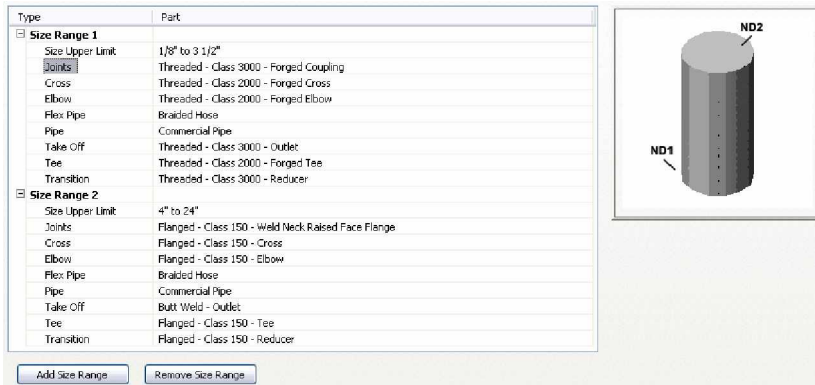 Type Part
Size Range 1
Size Upper Limit 1/8" to 3 1/2"
Joints Threaded - Class 3000 - Forged Coupling
Cross Threaded - Class 2000 - Forged Cross
Elbow Threaded - Class 2000 - Forged Elbow
Flex Pipe Braided Hose
Pipe Commercial Pipe
Take Off Threaded - Class 3000 - Outlet
Tee Threaded - Class 2000 - Forged Tee
Transition Threaded - Class 3000 - Reducer
Size Range 2
Size Upper Limit 4" to 24"
Joints Flanged - Class 150 - Weld Neck Raised Face Flange
Cross Flanged - Class 150 - Cross
Elbow Flanged - Class 150 - Elbow
Flex Pipe Braided Hose
Pipe Commercial Pipe
Take Off Butt Weld - Outlet
Tee Flanged - Class 150 - Tee
Transition Flanged - Class 150 - Reducer
Add Size Range Remove Size Range
ND2
ND1